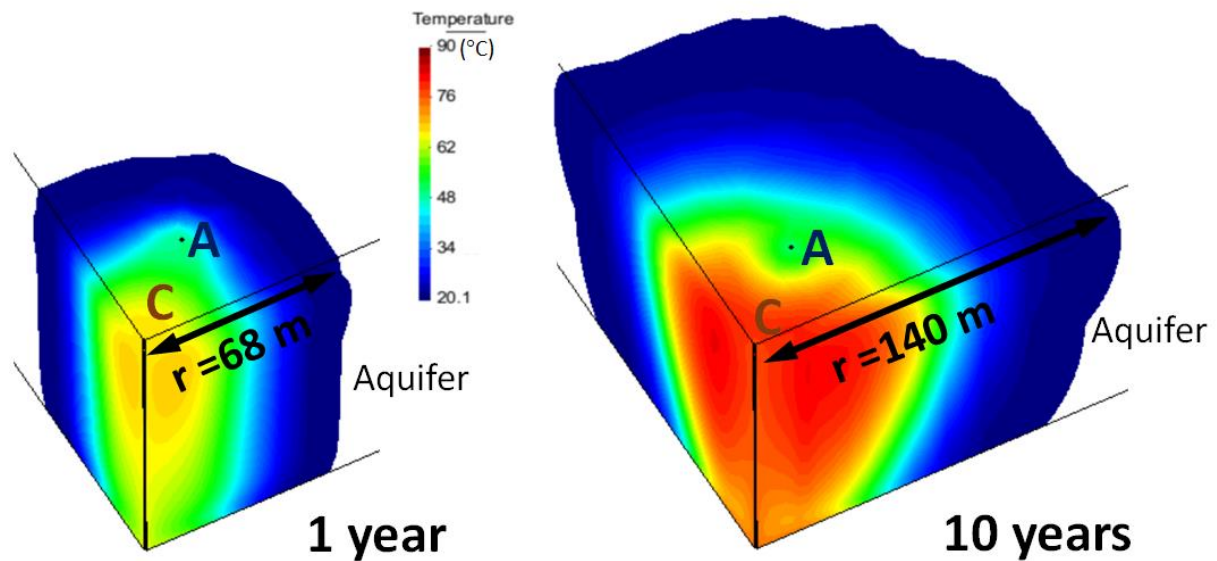 Temperature
(°C)
90
76
62
48
34
20.1
A
C
r =68 m
Aquifer
1 year
A
C
r =140 m
Aquifer
10 years